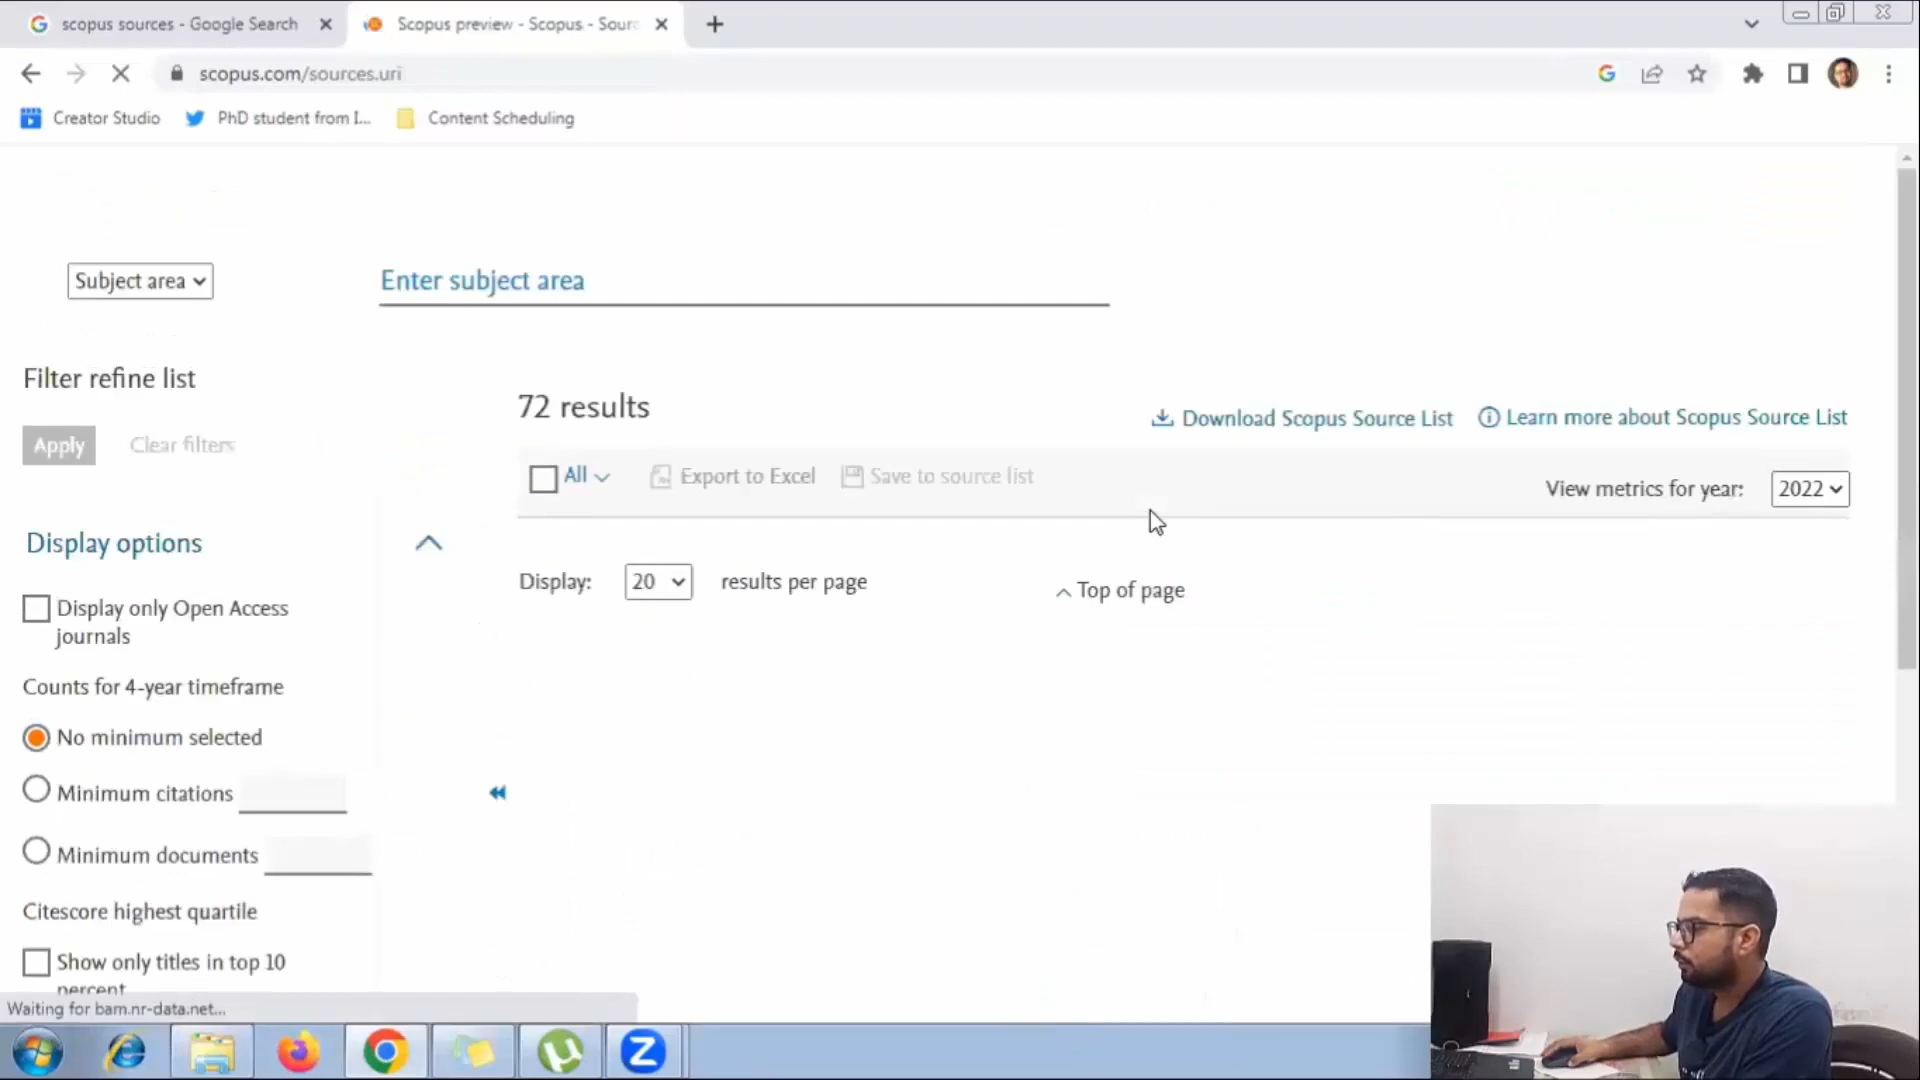 scopus sources - Google Search
Scopus preview - Scopus - Sour
scopus.com/sources.uri
Creator Studio
PhD student from I...
Content Scheduling
Subject area
Enter subject area
Filter refine list
Apply
Clear filters
72 results
Download Scopus Source List
Learn more about Scopus Source List
All
Export to Excel
Save to source list
View metrics for year:
2022
Display options
Display:
20
results per page
Top of page
Display only Open Access
journals
Counts for 4-year timeframe
No minimum selected
Minimum citations
Minimum documents
Citescore highest quartile
Show only titles in top 10
percent
Waiting for bam.nr-data.net...